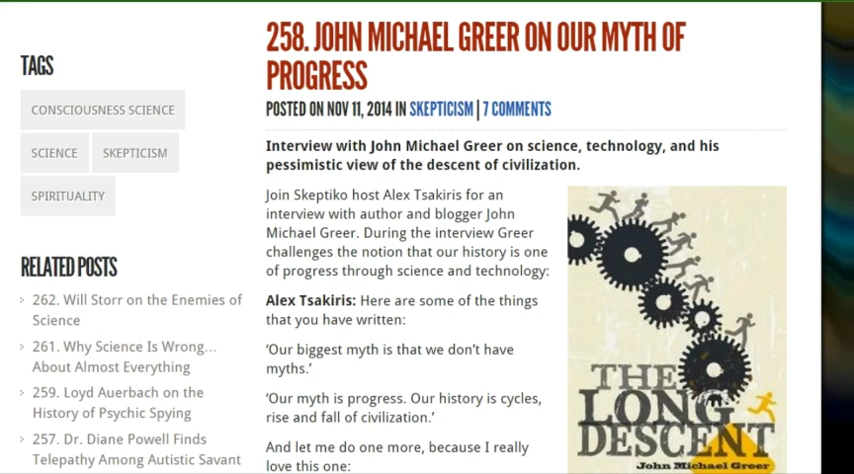 TAGS
CONSCIOUSNESS SCIENCE
SCIENCE
SKEPTICISM
SPIRITUALITY
RELATED POSTS
262. Will Storr on the Enemies of
Science
261. Why Science Is Wrong…
About Almost Everything
259. Loyd Auerbach on the
History of Psychic Spying
257. Dr. Diane Powell Finds
Telepathy Among Autistic Savant
258. JOHN MICHAEL GREER ON OUR MYTH OF
PROGRESS
POSTED ON NOV 11, 2014 IN SKEPTICISM | 7 COMMENTS
Interview with John Michael Greer on science, technology, and his
pessimistic view of the descent of civilization.
Join Skeptiko host Alex Tsakiris for an
interview with author and blogger John
Michael Greer. During the interview Greer
challenges the notion that our history is one
of progress through science and technology:
Alex Tsakiris: Here are some of the things
that you have written:
‘Our biggest myth is that we don’t have
myths.’
‘Our myth is progress. Our history is cycles,
rise and fall of civilization.’
And let me do one more, because I really
love this one:
THE
LONG
DESCENT
John Michael Greer